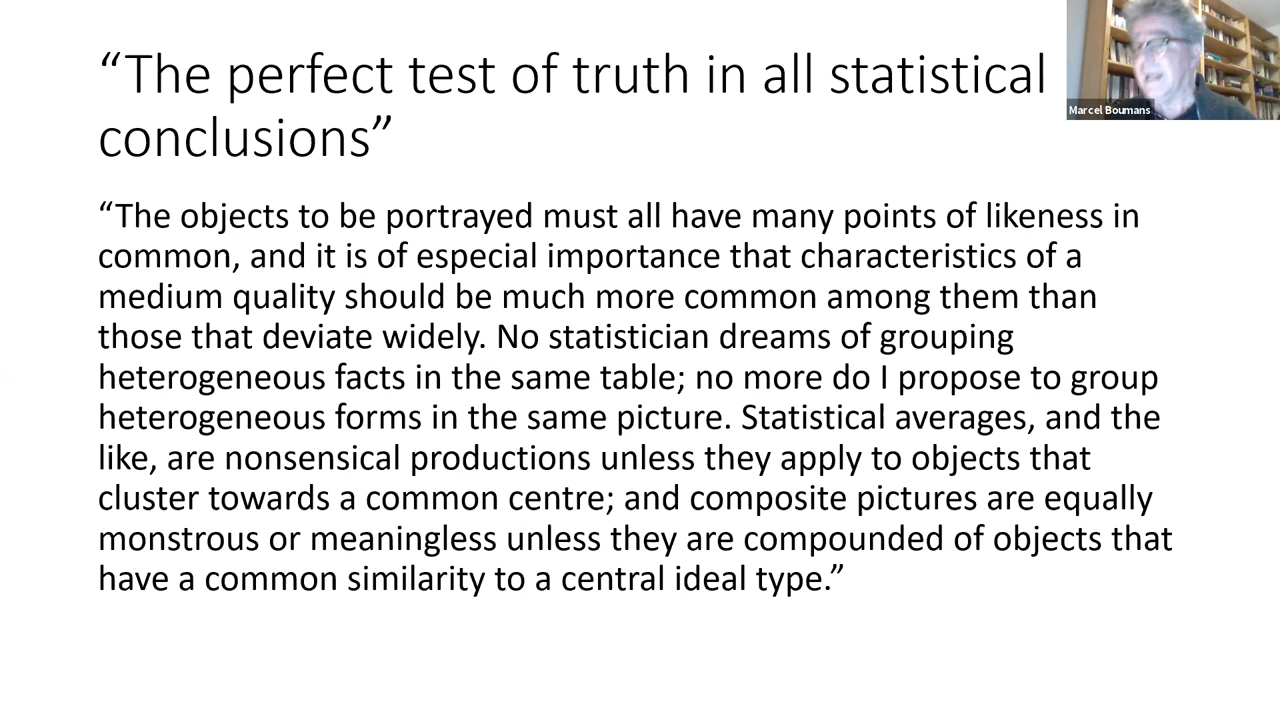 “The perfect test of truth in all statistical
conclusions”
Marcel Boumans
“The objects to be portrayed must all have many points of likeness in
common, and it is of especial importance that characteristics of a
medium quality should be much more common among them than
those that deviate widely. No statistician dreams of grouping
heterogeneous facts in the same table; no more do I propose to group
heterogeneous forms in the same picture. Statistical averages, and the
like, are nonsensical productions unless they apply to objects that
cluster towards a common centre; and composite pictures are equally
monstrous or meaningless unless they are compounded of objects that
have a common similarity to a central ideal type.”